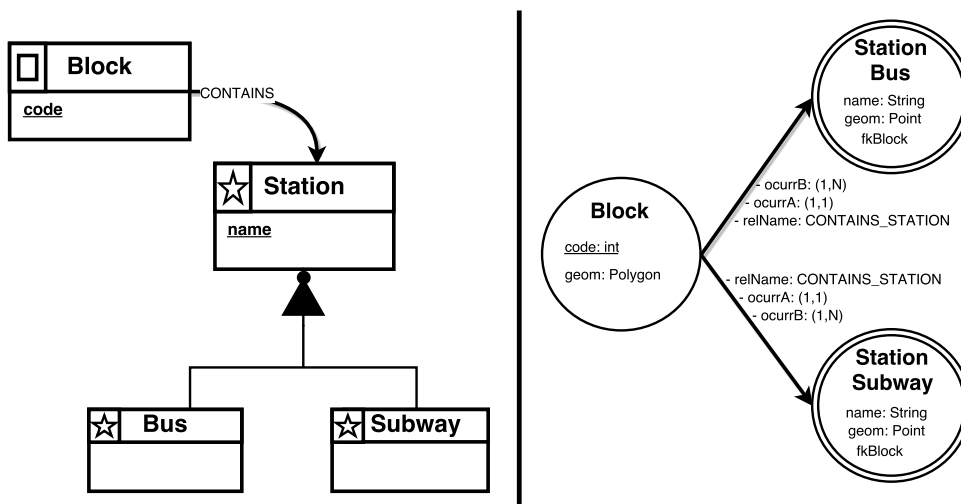 Block
code
CONTAINS
Station
name
Bus
Subway
Station
Bus
name: String
geom: Point
fkBlock
- ocurrB: (1,N)
- ocurrA: (1,1)
- relName: CONTAINS_STATION
Block
code: int
geom: Polygon
- relName: CONTAINS_STATION
- ocurrA: (1,1)
- ocurrB: (1,N)
Station
Subway
name: String
geom: Point
fkBlock